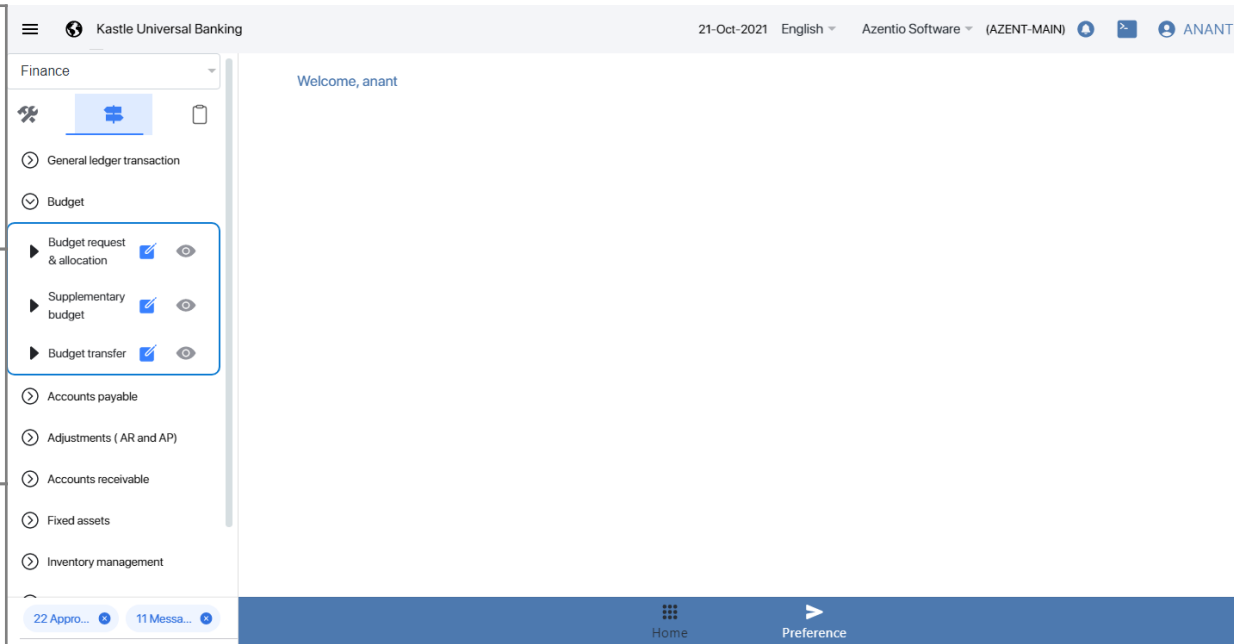 Kastle Universal Banking
21-Oct-2021 English Azentio Software (AZENT-MAIN) ANANT
Finance
Welcome, anant
General ledger transaction
Budget
Budget request
& allocation
Supplementary
budget
Budget transfer
Accounts payable
Adjustments ( AR and AP)
Accounts receivable
Fixed assets
Inventory management
22 Appro... 11 Messa...
Home
Preference